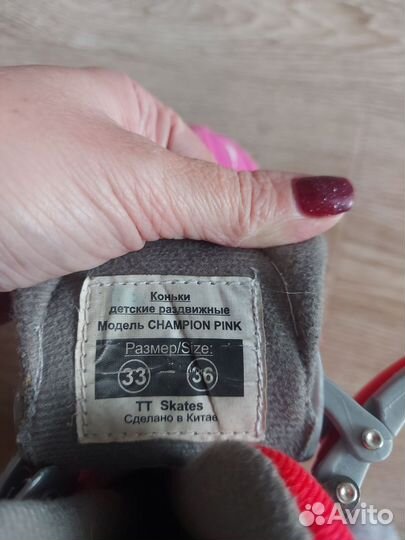 Коньки
детские раздвижные
Модель CHAMPION PINK
Размер/Size:
33 36
TT Skates
Сделано в Китае
Avito